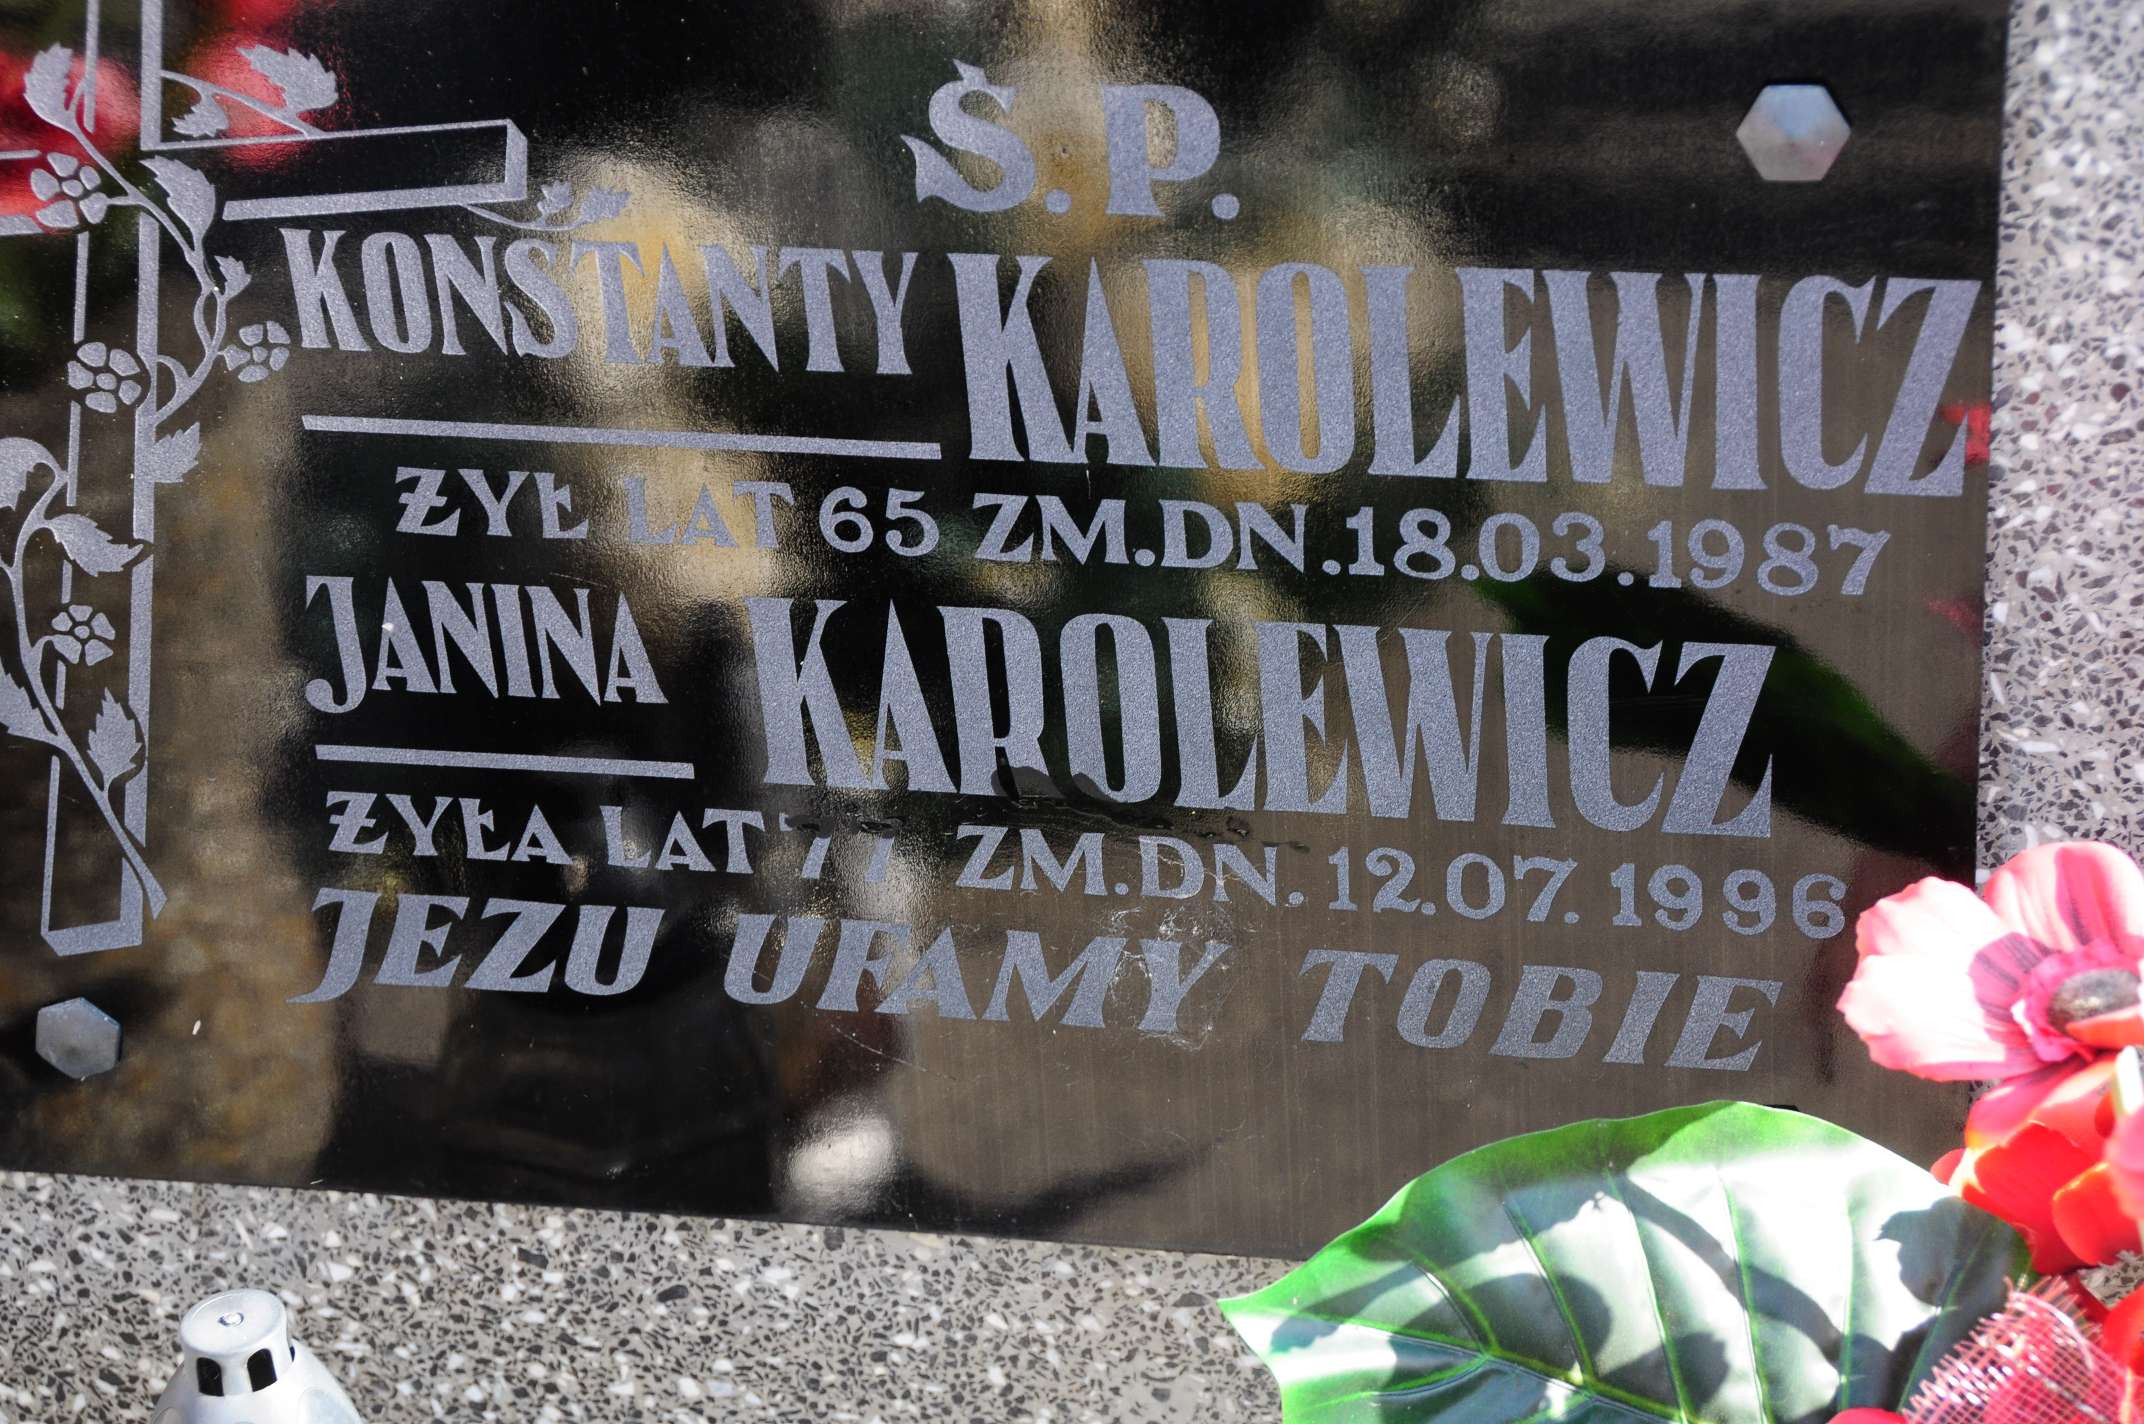 Ś.P.
KONSTANTY KAROLEWICZ
ŻYŁ LAT 65 ZM.DN.18.03.1987
JANINA KAROLEWICZ
ŻYŁA LAT 77 ZM.DN.12.07.1996
JEZU UFAMY TOBIE